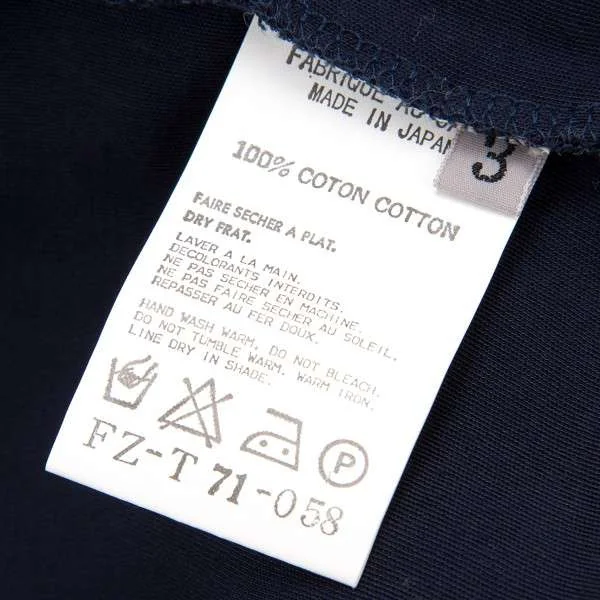 FABRIQUE AU
MADE IN JAPAN
3
100% COTON COTTON
FAIRE SECHER A PLAT.
DRY FRAT.
LAVER A LA MAIN.
DECOLORANTS INTERDITS.
NE PAS SECHER EN MACHINE.
NE PAS FAIRE SECHER AU SOLEIL.
REPASSER AU FER DOUX.
HAND WASH WARM, DO NOT BLEACH.
DO NOT TUMBLE WARM. WARM IRON.
LINE DRY IN SHADE.
P
FZ-T 71-058